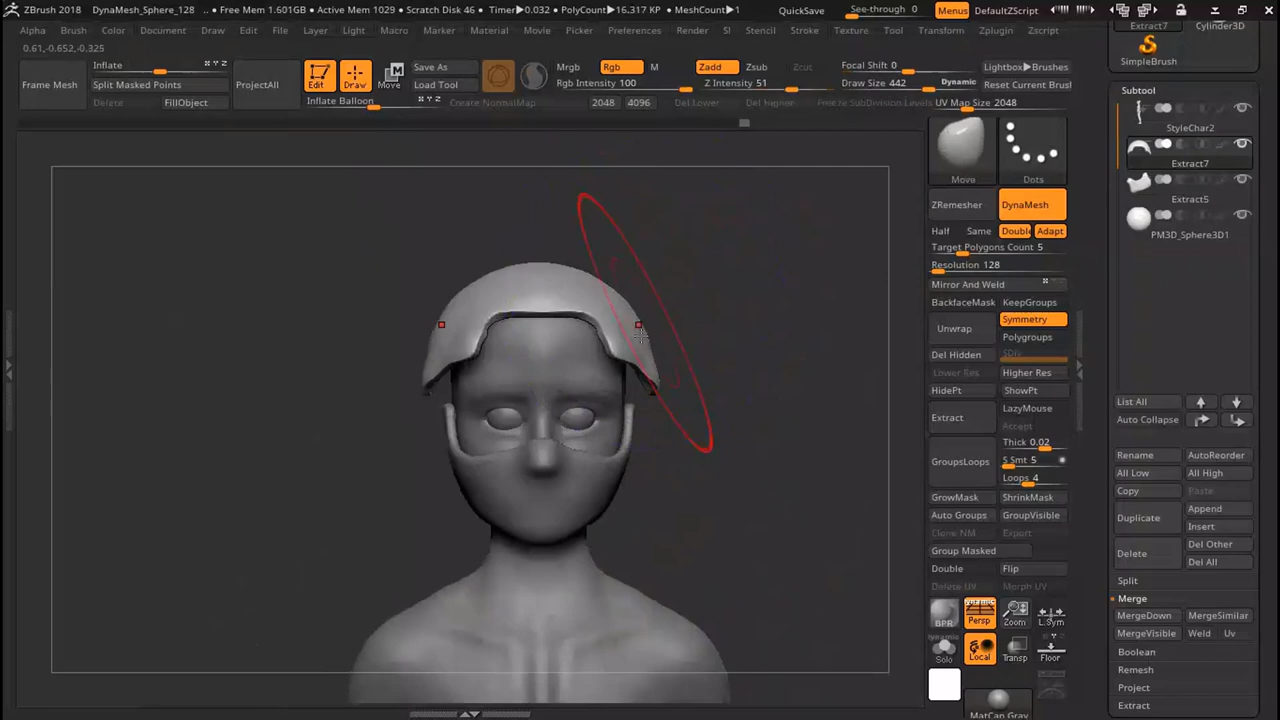 ZBrush 2018 DynaMesh_Sphere_128 .. • Free Mem 1.601GB • Active Mem 1029 • Scratch Disk 46 • Timer▶0.032 • PolyCount▶16.317 KP • MeshCount▶1 QuickSave See-through 0 Menus DefaultZScript
Alpha Brush Color Document Draw Edit File Layer Light Macro Marker Material Movie Picker Preferences Render Stencil Stroke Texture Tool Transform Zplugin Zscript
0.61,-0.652,-0.325
Extract7 Cylinder3D
SimpleBrush
Frame Mesh
Inflate
Split Masked Points
Delete FillObject
ProjectAll
Edit Draw Move
Inflate Balloon
Save As
Load Tool
Create NormalMap
Mrgb Rgb M
Rgb Intensity 100
2048 4096
Zadd Zsub Zcut
Z Intensity 51
Del Lower Del higher
Focal Shift 0
Draw Size 442 Dynamic
Freeze SubDivision Levels
Lightbox▶Brushes
Reset Current Brus
UV Map Size 2048
Move Dots
ZRemesher DynaMesh
Half Same Double Adapt
Target Polygons Count 5
Resolution 128
Mirror And Weld
BackfaceMask KeepGroups
Unwrap Symmetry
Polygroups
Del Hidden SDiv
Lower Res Higher Res
HidePt ShowPt
Extract LazyMouse
Accept
Thick 0.02
GroupsLoops S Smt 5
Loops 4
GrowMask ShrinkMask
Auto Groups GroupVisible
Clone NM Export
Group Masked
Double Flip
Delete UV Morph UV
BPR Persp Zoom L.Sym
dynamic
Solo Local Transp Floor
MatCap Gray
Subtool
StyleChar2
Extract7
Extract5
PM3D_Sphere3D1
List All
Auto Collapse
Rename AutoReorder
All Low All High
Copy Paste
Duplicate Append
Insert
Delete Del Other
Del All
Split
Merge
MergeDown MergeSimilar
MergeVisible Weld Uv
Boolean
Remesh
Project
Extract